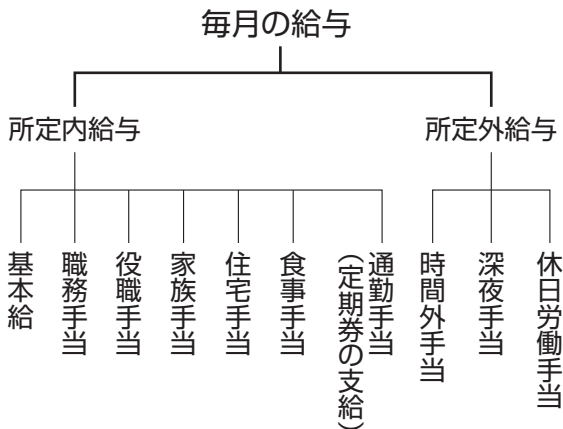 毎月の給与
所定内給与
所定外給与
基本給
職務手当
役職手当
家族手当
住宅手当
食事手当
通勤手当
(定期券の支給)
時間外手当
深夜手当
休日労働手当